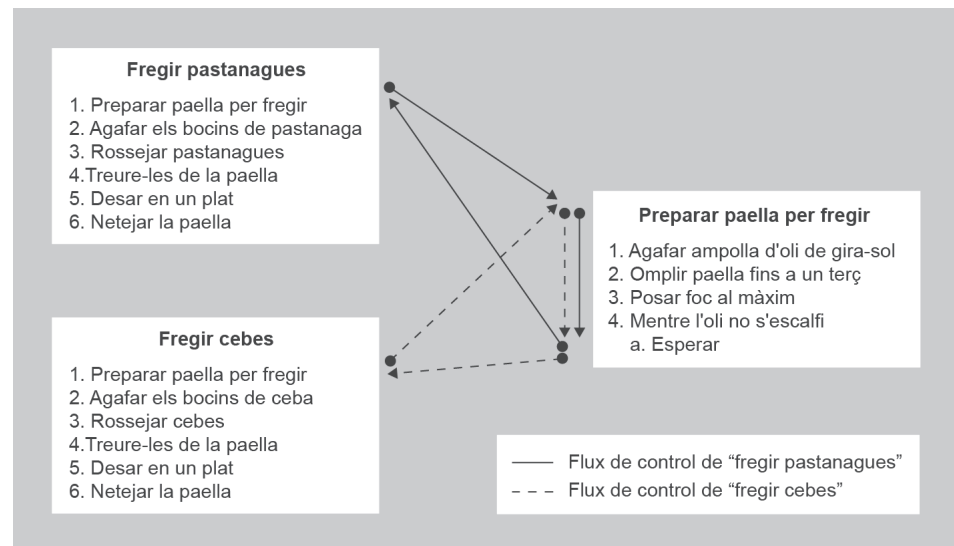 Fregir pastanagues
1. Preparar paella per fregir
2. Agafar els bocins de pastanaga
3. Rossejar pastanagues
4.Treure-les de la paella
5. Desar en un plat
6. Netejar la paella
Preparar paella per fregir
1. Agafar ampolla d'oli de gira-sol
2. Omplir paella fins a un terç
3. Posar foc al màxim
4. Mentre l'oli no s'escalfi
a. Esperar
Fregir cebes
1. Preparar paella per fregir
2. Agafar els bocins de ceba
3. Rossejar cebes
4.Treure-les de la paella
5. Desar en un plat
6. Netejar la paella
Flux de control de “fregir pastanagues”
Flux de control de “fregir cebes”